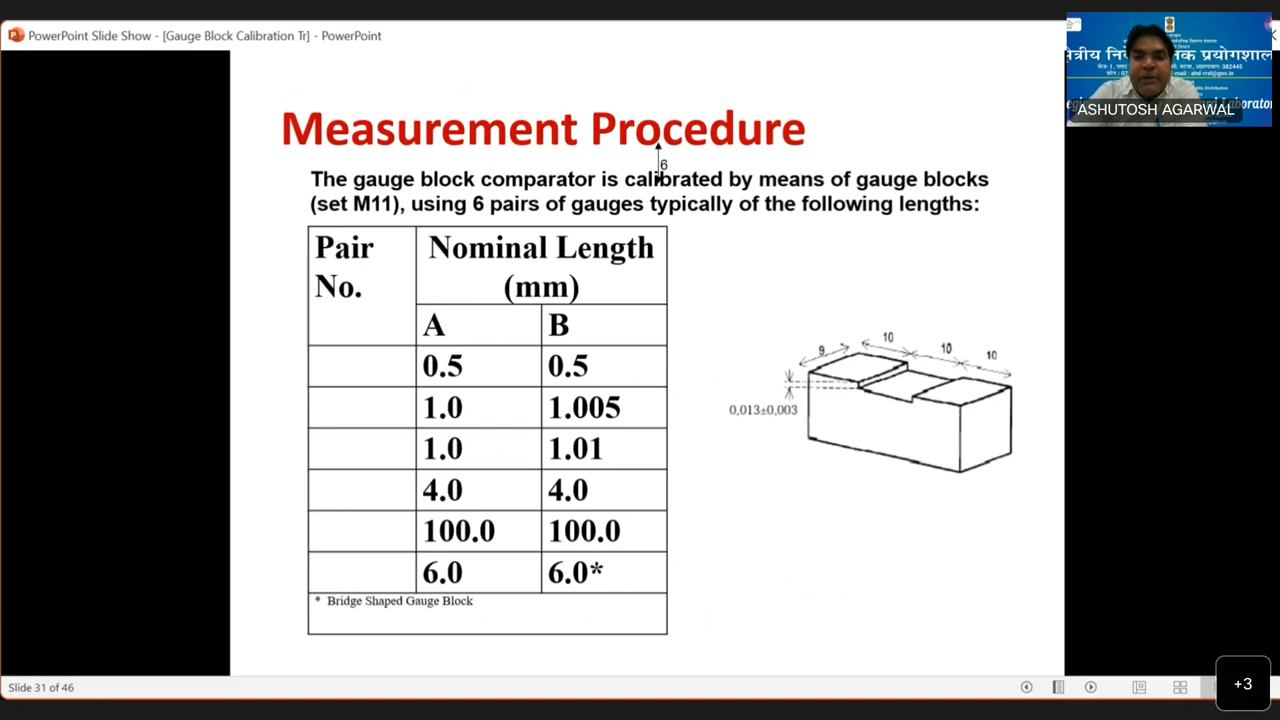 PowerPoint Slide Show - [Gauge Block Calibration Tr] - PowerPoint
Measurement Procedure
6
The gauge block comparator is calibrated by means of gauge blocks
(set M11), using 6 pairs of gauges typically of the following lengths:
Pair No. Nominal Length (mm)
A B
0.5 0.5
1.0 1.005
1.0 1.01
4.0 4.0
100.0 100.0
6.0 6.0*
* Bridge Shaped Gauge Block
9 10 10 10
0,013±0,003
ASHUTOSH AGARWAL
Slide 31 of 46
+3